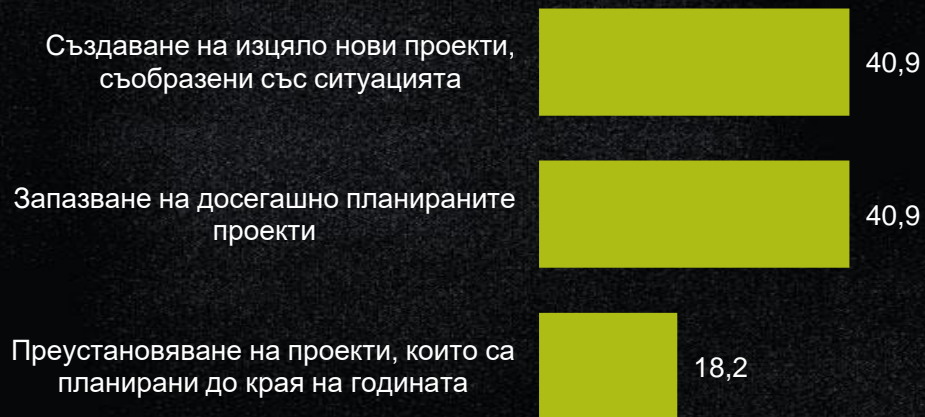 Създаване на изцяло нови проекти,
съобразени със ситуацията
40,9
Запазване на досегашно планираните
проекти
40,9
Преустановяване на проекти, които са
планирани до края на годината
18,2